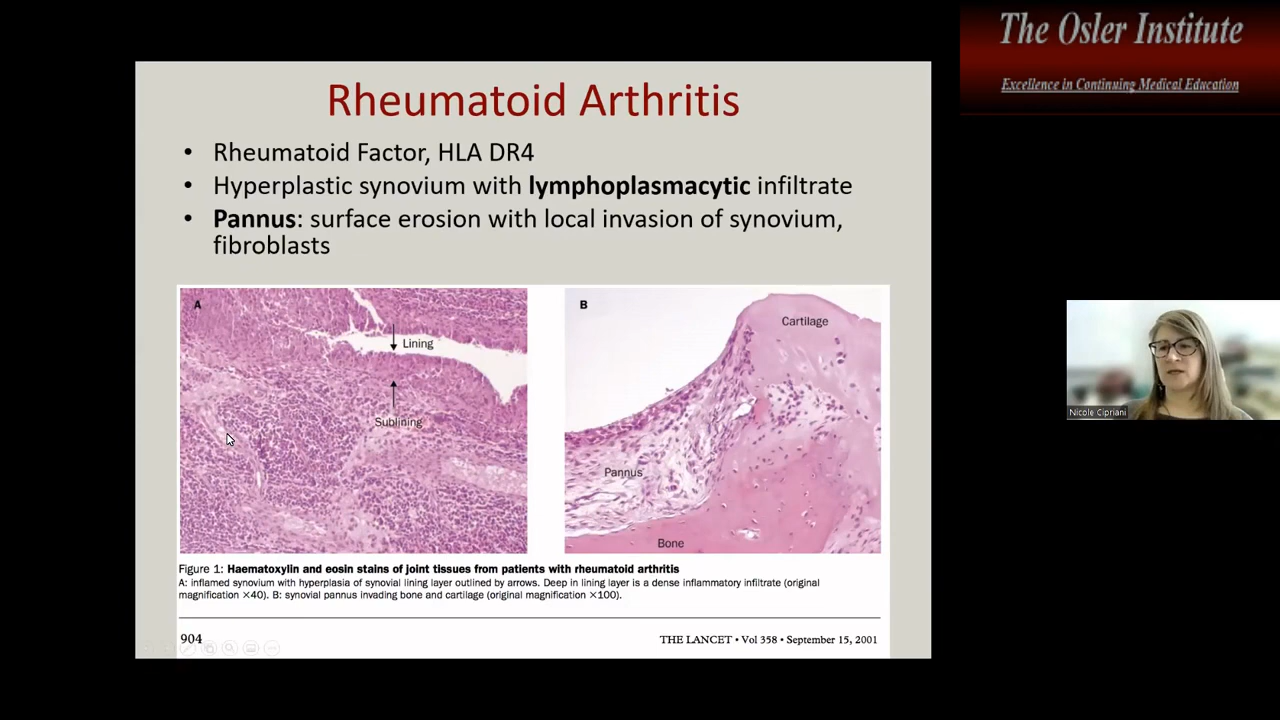 The Osler Institute
Excellence in Continuing Medical Education
Rheumatoid Arthritis
• Rheumatoid Factor, HLA DR4
• Hyperplastic synovium with lymphoplasmacytic infiltrate
• Pannus: surface erosion with local invasion of synovium,
fibroblasts
A
Lining
Sublining
B
Cartilage
Pannus
Bone
Figure 1: Haematoxylin and eosin stains of joint tissues from patients with rheumatoid arthritis
A: inflamed synovium with hyperplasia of synovial lining layer outlined by arrows. Deep in lining layer is a dense inflammatory infiltrate (original
magnification ×40). B: synovial pannus invading bone and cartilage (original magnification ×100).
904
THE LANCET • Vol 358 • September 15, 2001
Nicole Cipriani